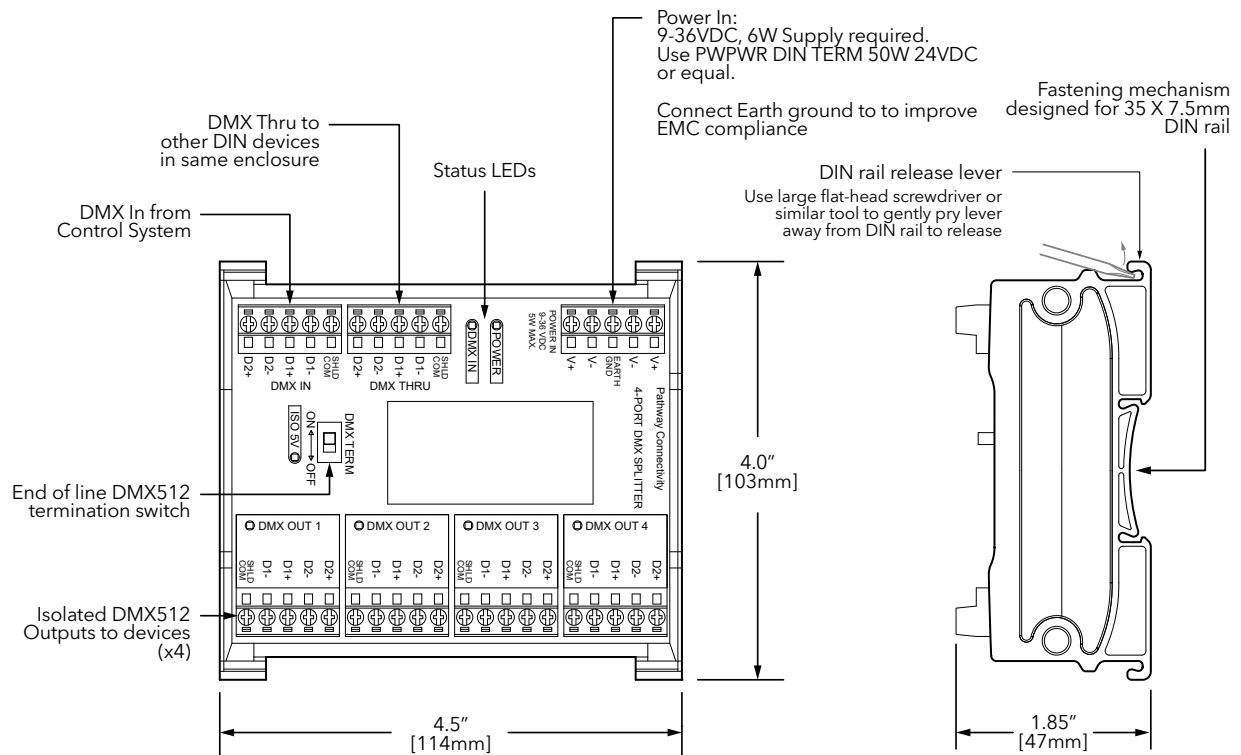 Power In:
9-36VDC, 6W Supply required.
Use PWPWR DIN TERM 50W 24VDC
or equal.
Connect Earth ground to to improve
EMC compliance
Fastening mechanism
designed for 35 X 7.5mm
DIN rail
DMX Thru to
other DIN devices
in same enclosure
Status LEDs
DIN rail release lever
Use large flat-head screwdriver or
similar tool to gently pry lever
away from DIN rail to release
DMX In from
Control System
D2+
D2-
D1+
D1-
SHLD
COM
DMX IN
D2+
D2-
D1+
D1-
SHLD
COM
DMX THRU
DMX IN
POWER
POWER IN
9-36 VDC
5W MAX.
V+
V-
EARTH
GND
V-
V+
Pathway Connectivity
4-PORT DMX SPLITTER
DMX TERM
ON
OFF
ISO 5V
End of line DMX512
termination switch
4.0"
[103mm]
DMX OUT 1
SHLD
COM
D1-
D1+
D2-
D2+
DMX OUT 2
SHLD
COM
D1-
D1+
D2-
D2+
DMX OUT 3
SHLD
COM
D1-
D1+
D2-
D2+
DMX OUT 4
SHLD
COM
D1-
D1+
D2-
D2+
Isolated DMX512
Outputs to devices
(x4)
4.5"
[114mm]
1.85"
[47mm]